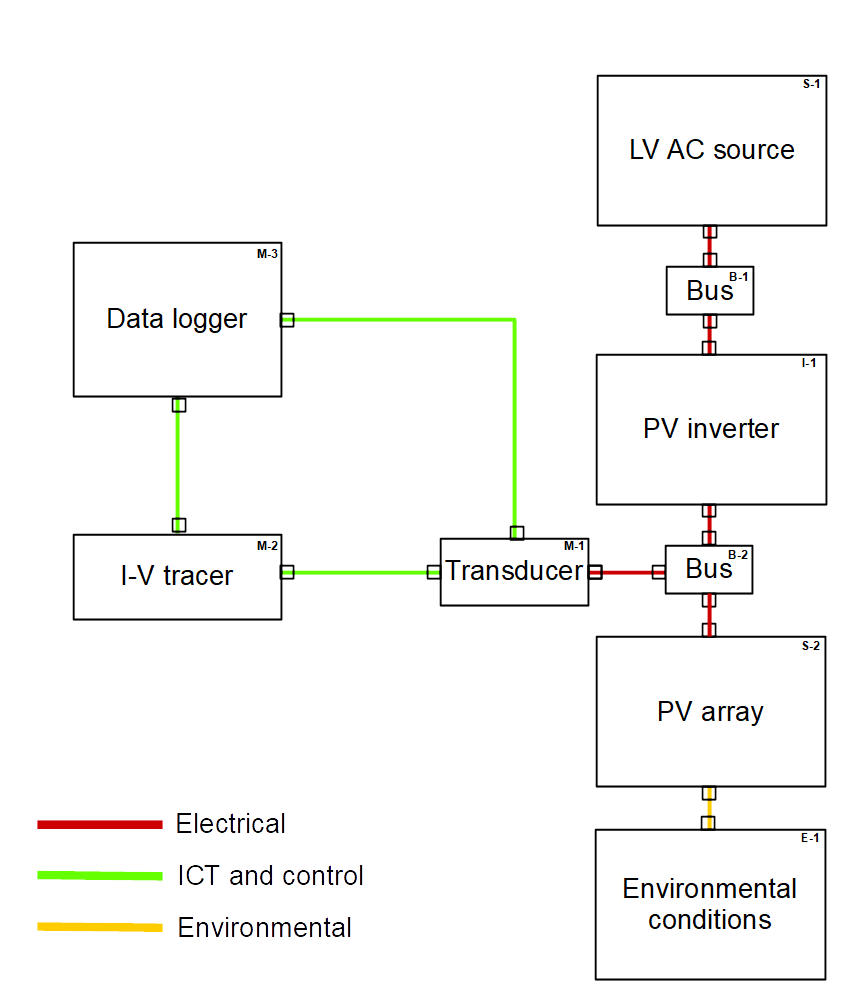 S-1
LV AC source
B-1
Bus
M-3
Data logger
I-1
PV inverter
M-2
I-V tracer
M-1
Transducer
B-2
Bus
S-2
PV array
E-1
Environmental
conditions
Electrical
ICT and control
Environmental